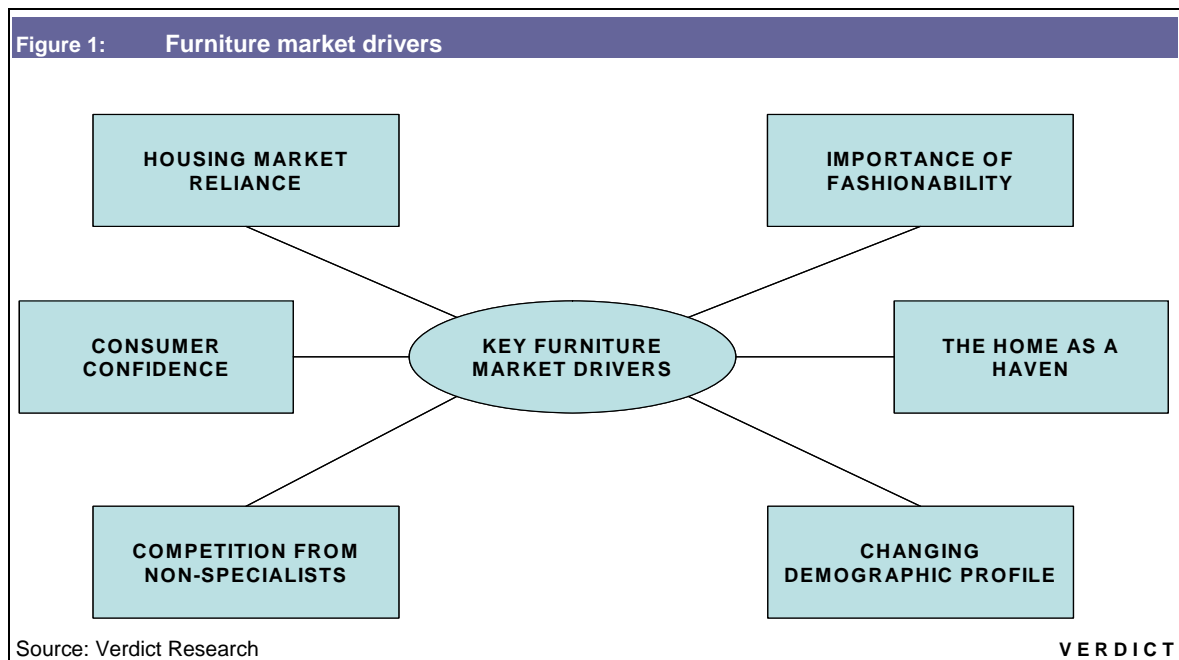 Figure 1: Furniture market drivers
HOUSING MARKET
RELIANCE
IMPORTANCE OF
FASHIONABILITY
CONSUMER
CONFIDENCE
KEY FURNITURE
MARKET DRIVERS
THE HOME AS A
HAVEN
COMPETITION FROM
NON-SPECIALISTS
CHANGING
DEMOGRAPHIC PROFILE
Source: Verdict Research
VERDICT